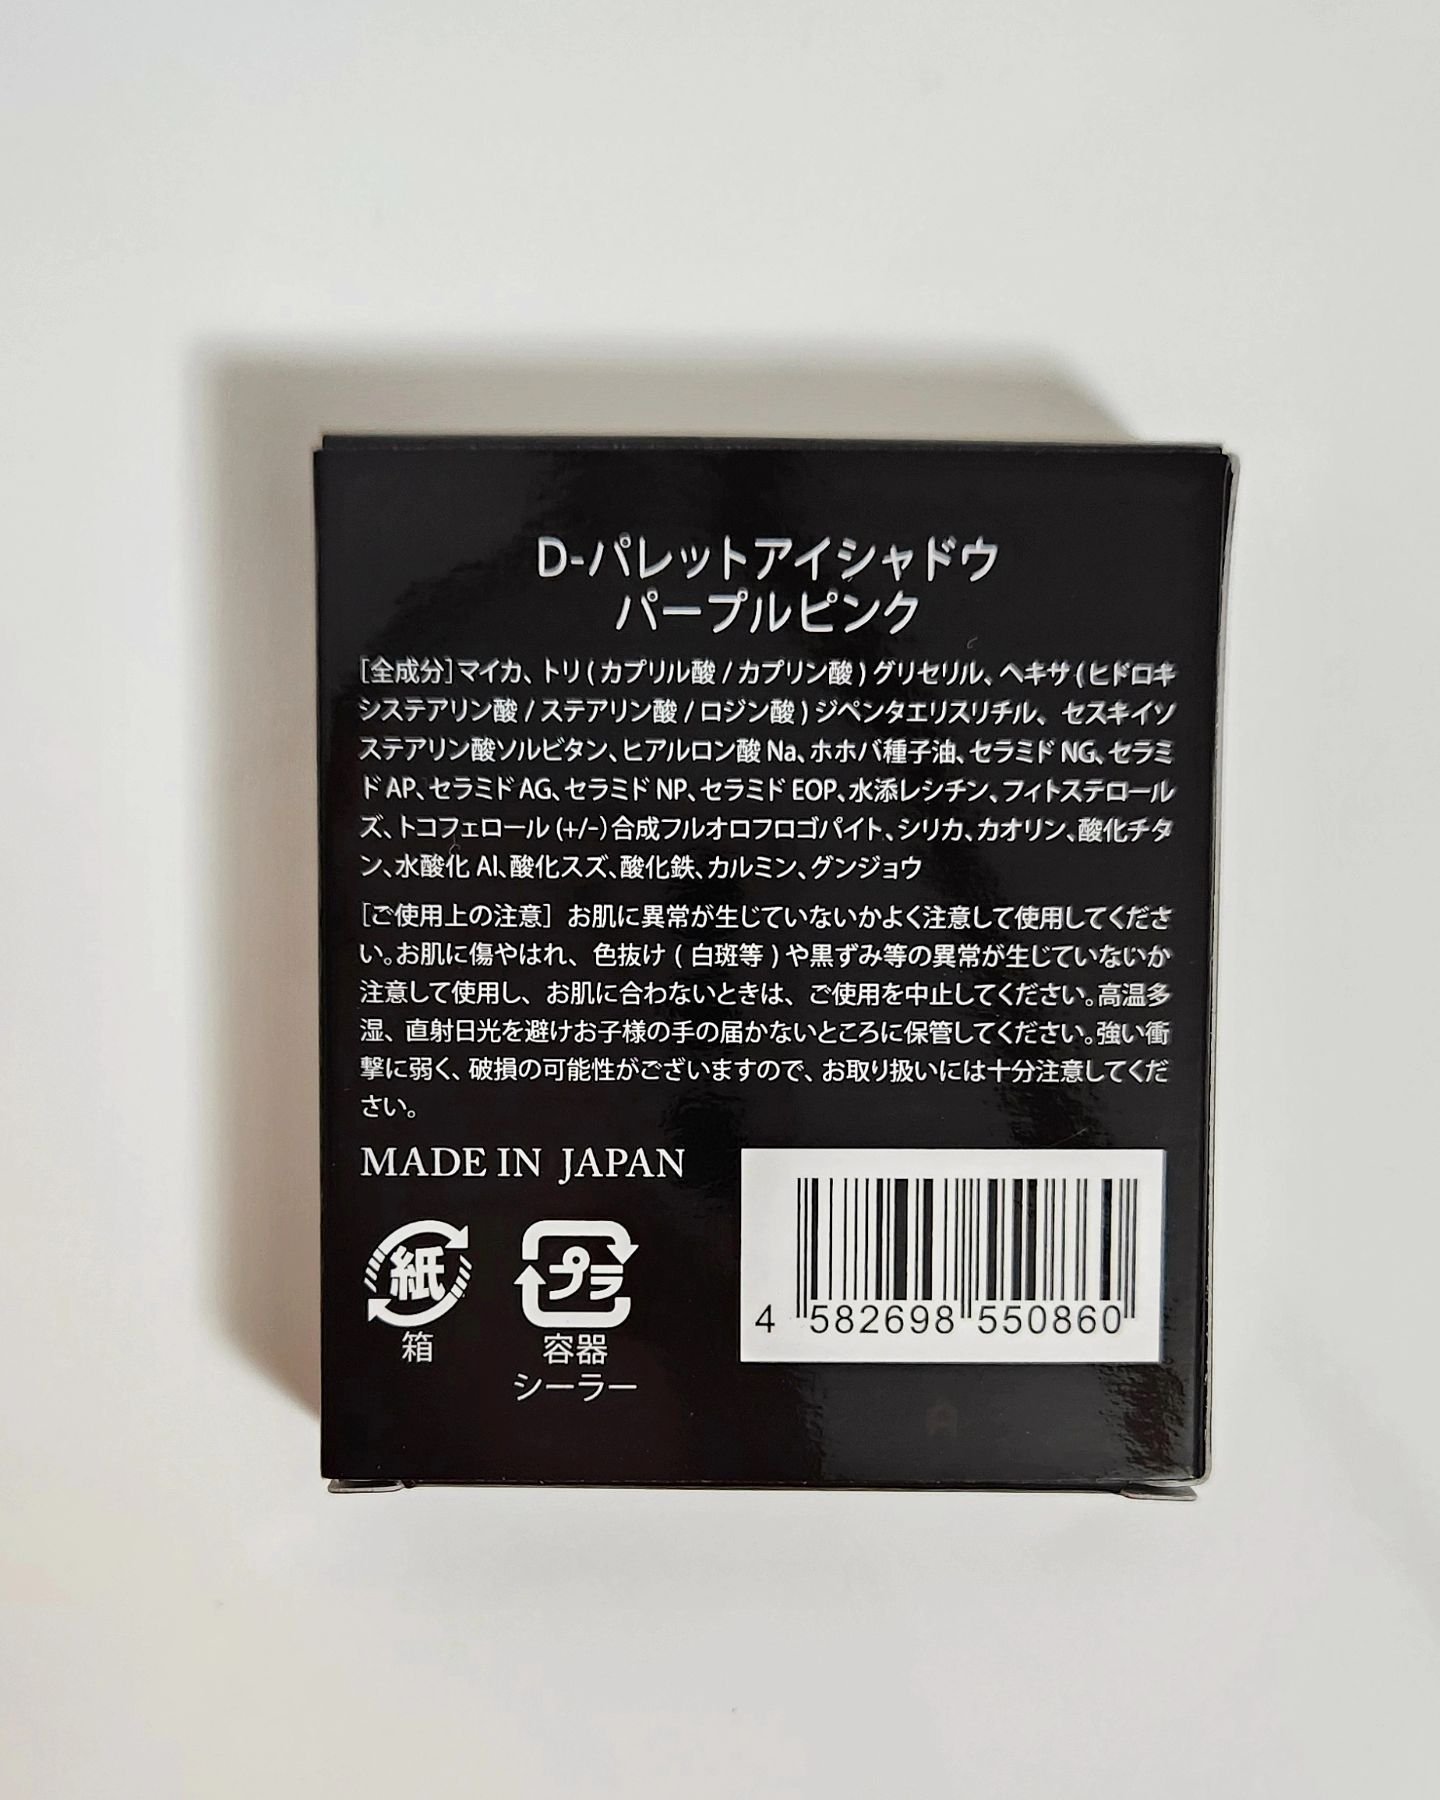 D-パレットアイシャドウ
パープルピンク
[全成分]マイカ、トリ(カプリル酸/カプリン酸)グリセリル、ヘキサ(ヒドロキ
システアリン酸/ステアリン酸/ロジン酸)ジペンタエリスリチル、セスキイソ
ステアリン酸ソルビタン、ヒアルロン酸Na、ホホバ種子油、セラミドNG、セラミ
ドAP、セラミドAG、セラミドNP、セラミドEOP、水添レシチン、フィトステロール
ズ、トコフェロール(+/-)合成フルオロフロゴパイト、シリカ、カオリン、酸化チタ
ン、水酸化Al、酸化スズ、酸化鉄、カルミン、グンジョウ
[ご使用上の注意] お肌に異常が生じていないかよく注意して使用してくださ
い。お肌に傷やはれ、色抜け(白斑等)や黒ずみ等の異常が生じていないか
注意して使用し、お肌に合わないときは、ご使用を中止してください。高温多
湿、直射日光を避けお子様の手の届かないところに保管してください。強い衝
撃に弱く、破損の可能性がございますので、お取り扱いには十分注意してくだ
さい。
MADE IN JAPAN
紙
箱
プラ
容器
シーラー
4 582698 550860